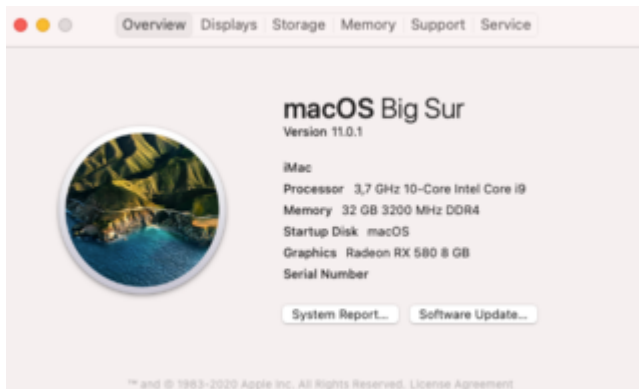 Overview Displays Storage Memory Support Service
macOS Big Sur
Version 11.0.1
iMac
Processor 3,7 GHz 10-Core Intel Core i9
Memory 32 GB 3200 MHz DDR4
Startup Disk macOS
Graphics Radeon RX 580 8 GB
Serial Number
System Report... Software Update...
™ and © 1983-2020 Apple Inc. All Rights Reserved. License Agreement